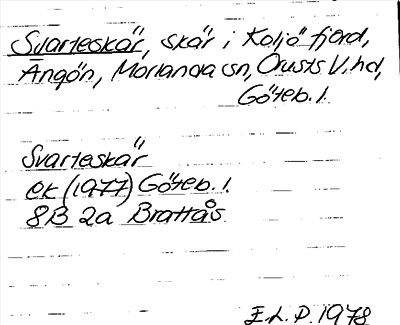 Svarteskär, skär i Koljö fjord,
Ängön, Morlanda sn, Orusts V. hd,
Göteb. l.
Svarteskär
ek (1977) Göteb. l.
8B 2a Brattås
E.L.P. 1978